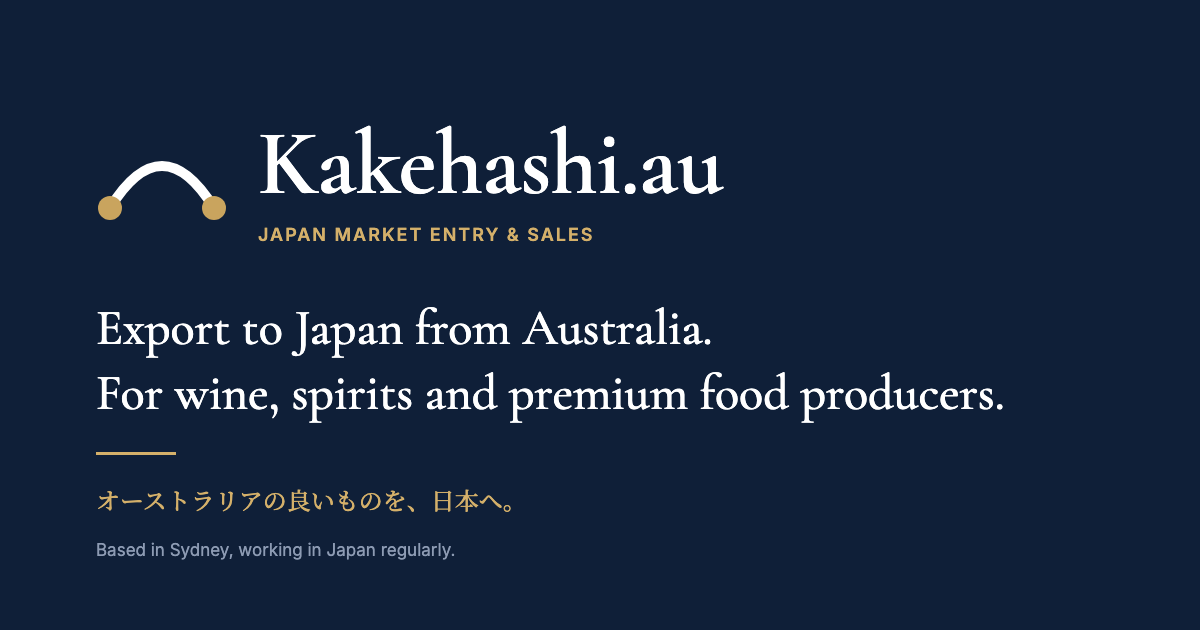 Kakehashi.au
JAPAN MARKET ENTRY & SALES
Export to Japan from Australia.
For wine, spirits and premium food producers.
オーストラリアの良いものを、日本へ。
Based in Sydney, working in Japan regularly.